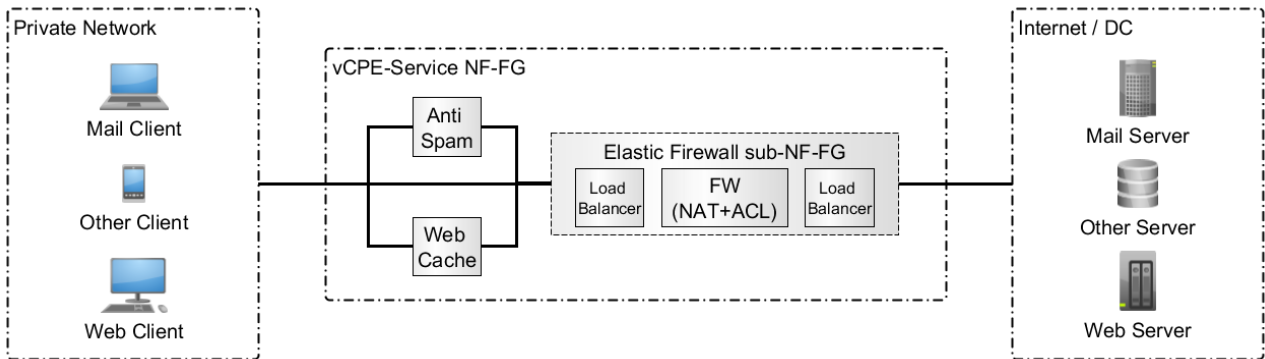 Private Network
Mail Client
Other Client
Web Client
vCPE-Service NF-FG
Anti
Spam
Web
Cache
Elastic Firewall sub-NF-FG
Load
Balancer
FW
(NAT+ACL)
Load
Balancer
Internet / DC
Mail Server
Other Server
Web Server